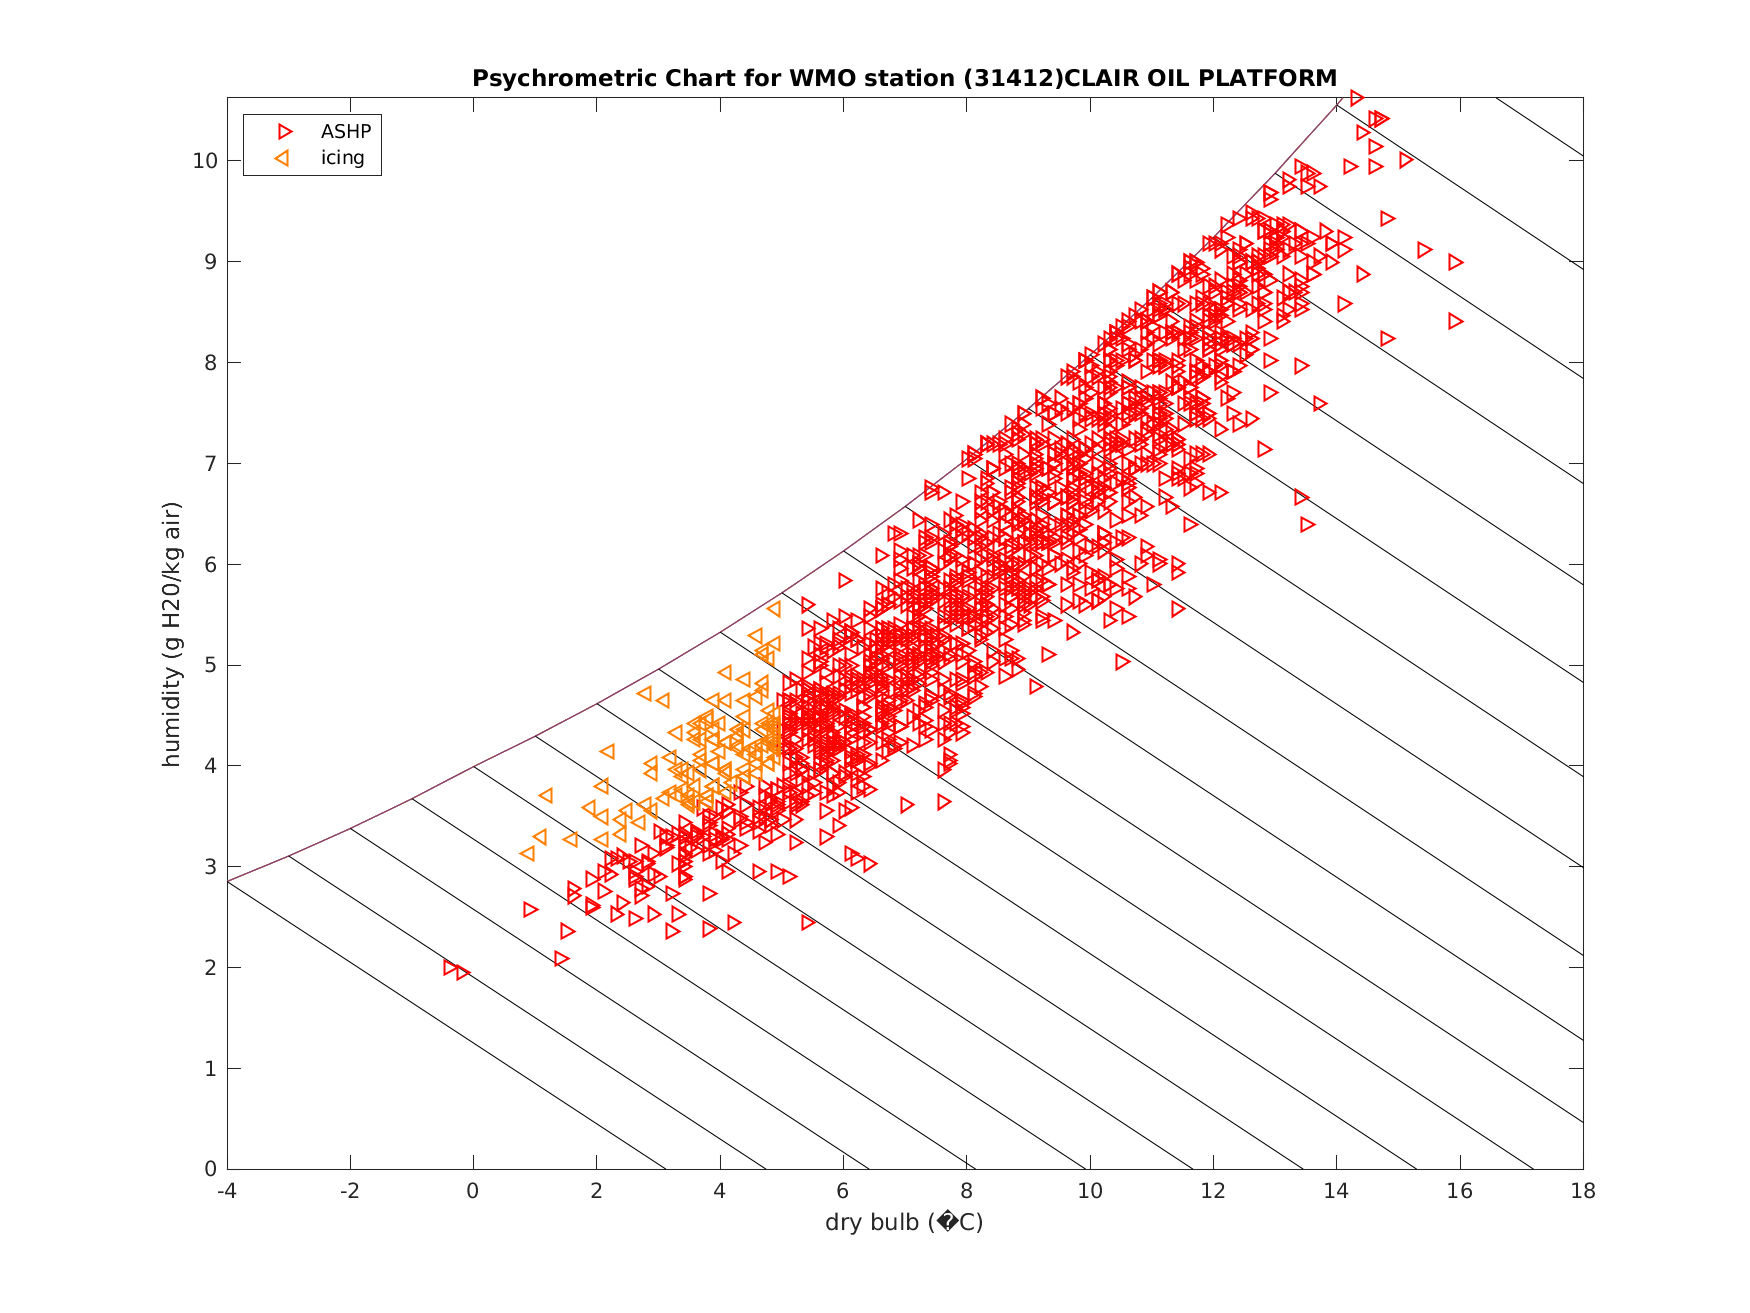 Psychrometric Chart for WMO station (31412)CLAIR OIL PLATFORM
ASHP
icing
humidity (g H20/kg air)
10
9
8
7
6
5
4
3
2
1
0
-4 -2 0 2 4 6 8 10 12 14 16 18
dry bulb (�C)